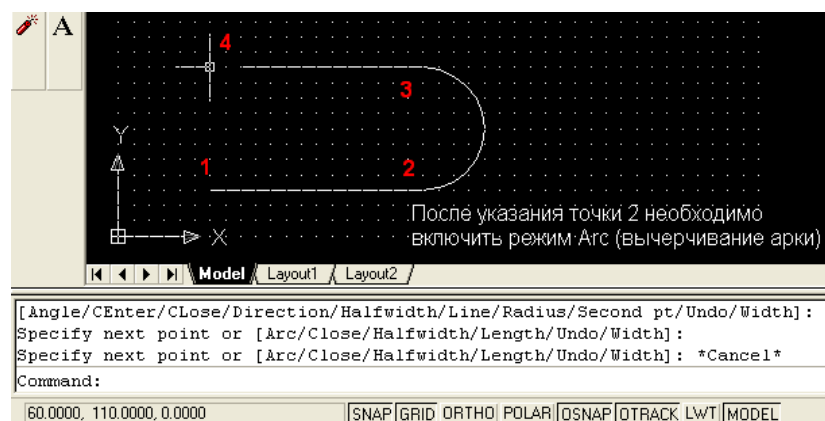 A
4
3
Y
1
2
После указания точки 2 необходимо
X
включить режим Arc (вычерчивание арки)
Model Layout1 Layout2
[Angle/CEnter/CLose/Direction/Halfwidth/Line/Radius/Second pt/Undo/Width]:
Specify next point or [Arc/Close/Halfwidth/Length/Undo/Width]:
Specify next point or [Arc/Close/Halfwidth/Length/Undo/Width]: *Cancel*
Command:
60.0000, 110.0000, 0.0000 SNAP GRID ORTHO POLAR OSNAP OTRACK LWT MODEL